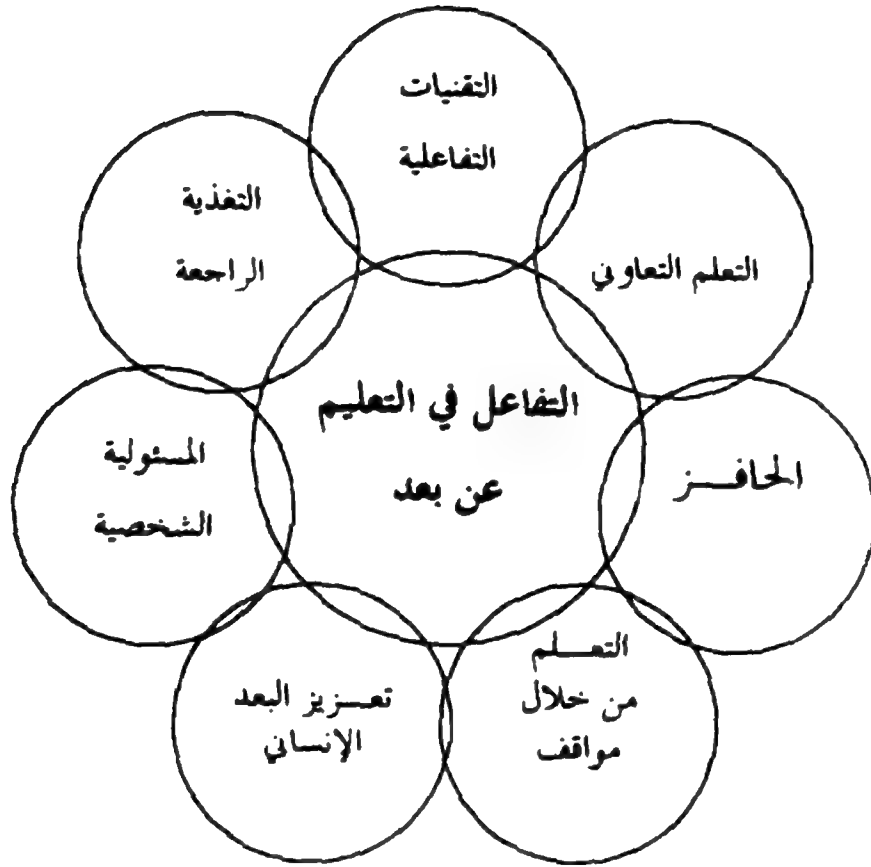 التقنيات
التفاعلية
التعلم التعاوني
الحافـــز
التعـــلم
من خلال
مواقف
تعـــزيز البعد
الإنساني
المسئولية
الشخصية
التغذية
الراجعة
التفاعل في التعليم
عن بعد